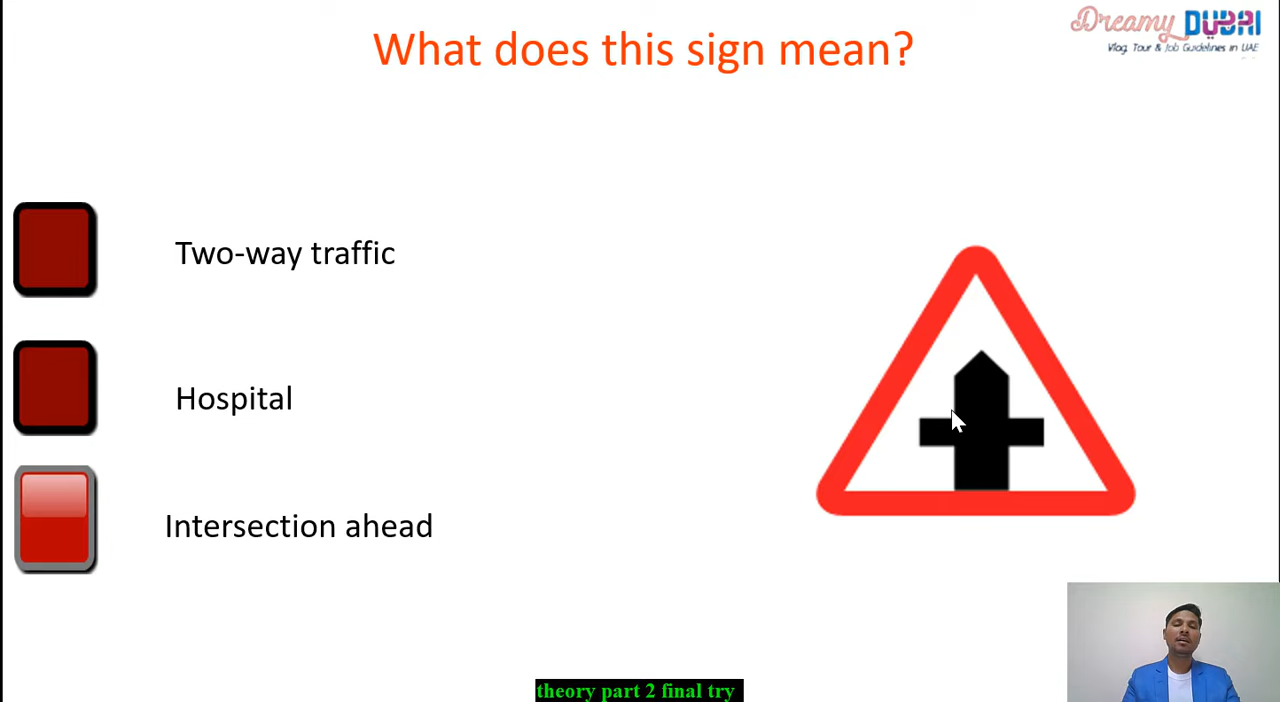 What does this sign mean?
Dreamy DUBAI
Vlog, Tour & Job Guidelines in UAE
Two-way traffic
Hospital
Intersection ahead
theory part 2 final try